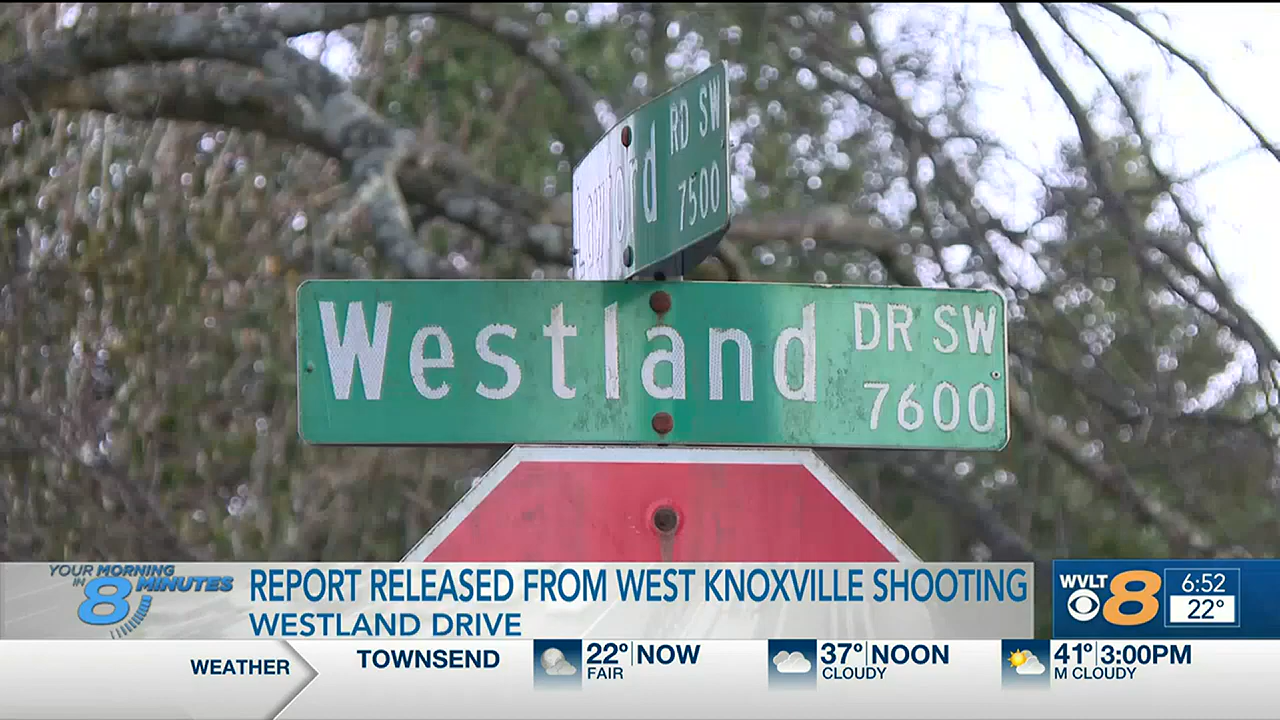 RD SW
7500
Westland DR SW
7600
YOUR MORNING
IN 8 MINUTES
REPORT RELEASED FROM WEST KNOXVILLE SHOOTING
WESTLAND DRIVE
WVLT 8
6:52
22°
WEATHER
TOWNSEND
22° NOW
FAIR
37° NOON
CLOUDY
41° 3:00PM
M CLOUDY